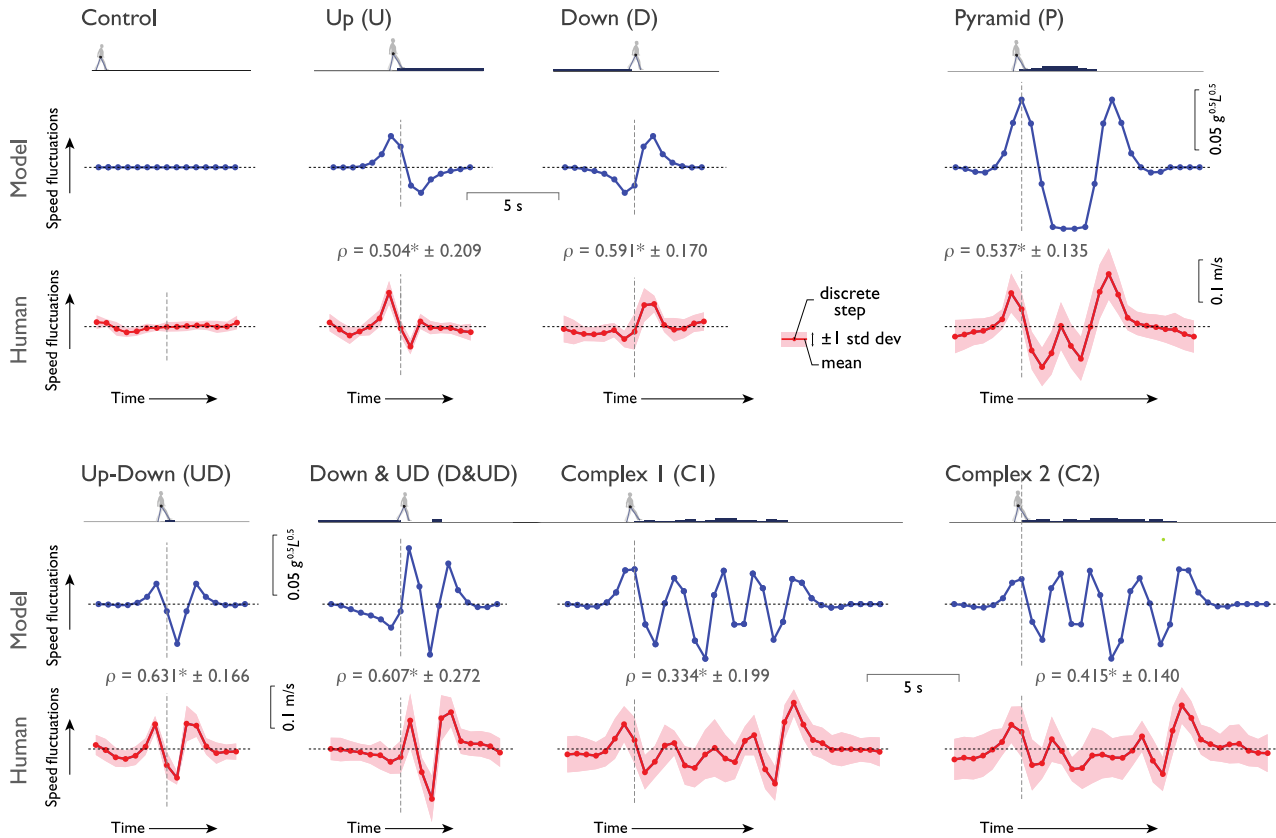 Control
Up (U)
Down (D)
Pyramid (P)
Model
Speed fluctuations
0.05 g^0.5L^0.5
5 s
ρ = 0.504* ± 0.209
ρ = 0.591* ± 0.170
ρ = 0.537* ± 0.135
Human
Speed fluctuations
0.1 m/s
discrete
step
±1 std dev
mean
Time
Time
Time
Time
Up-Down (UD)
Down & UD (D&UD)
Complex 1 (C1)
Complex 2 (C2)
Model
Speed fluctuations
0.05 g^0.5L^0.5
ρ = 0.631* ± 0.166
ρ = 0.607* ± 0.272
ρ = 0.334* ± 0.199
5 s
ρ = 0.415* ± 0.140
Human
Speed fluctuations
0.1 m/s
Time
Time
Time
Time